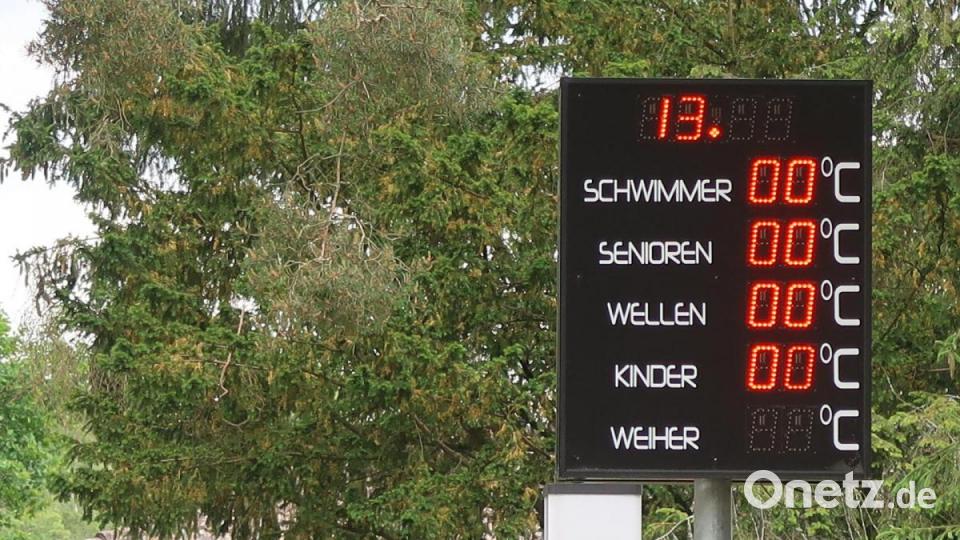 13.
SCHWIMMER 00 °C
SENIOREN 00 °C
WELLEN 00 °C
KINDER 00 °C
WEIHER °C
Onetz.de